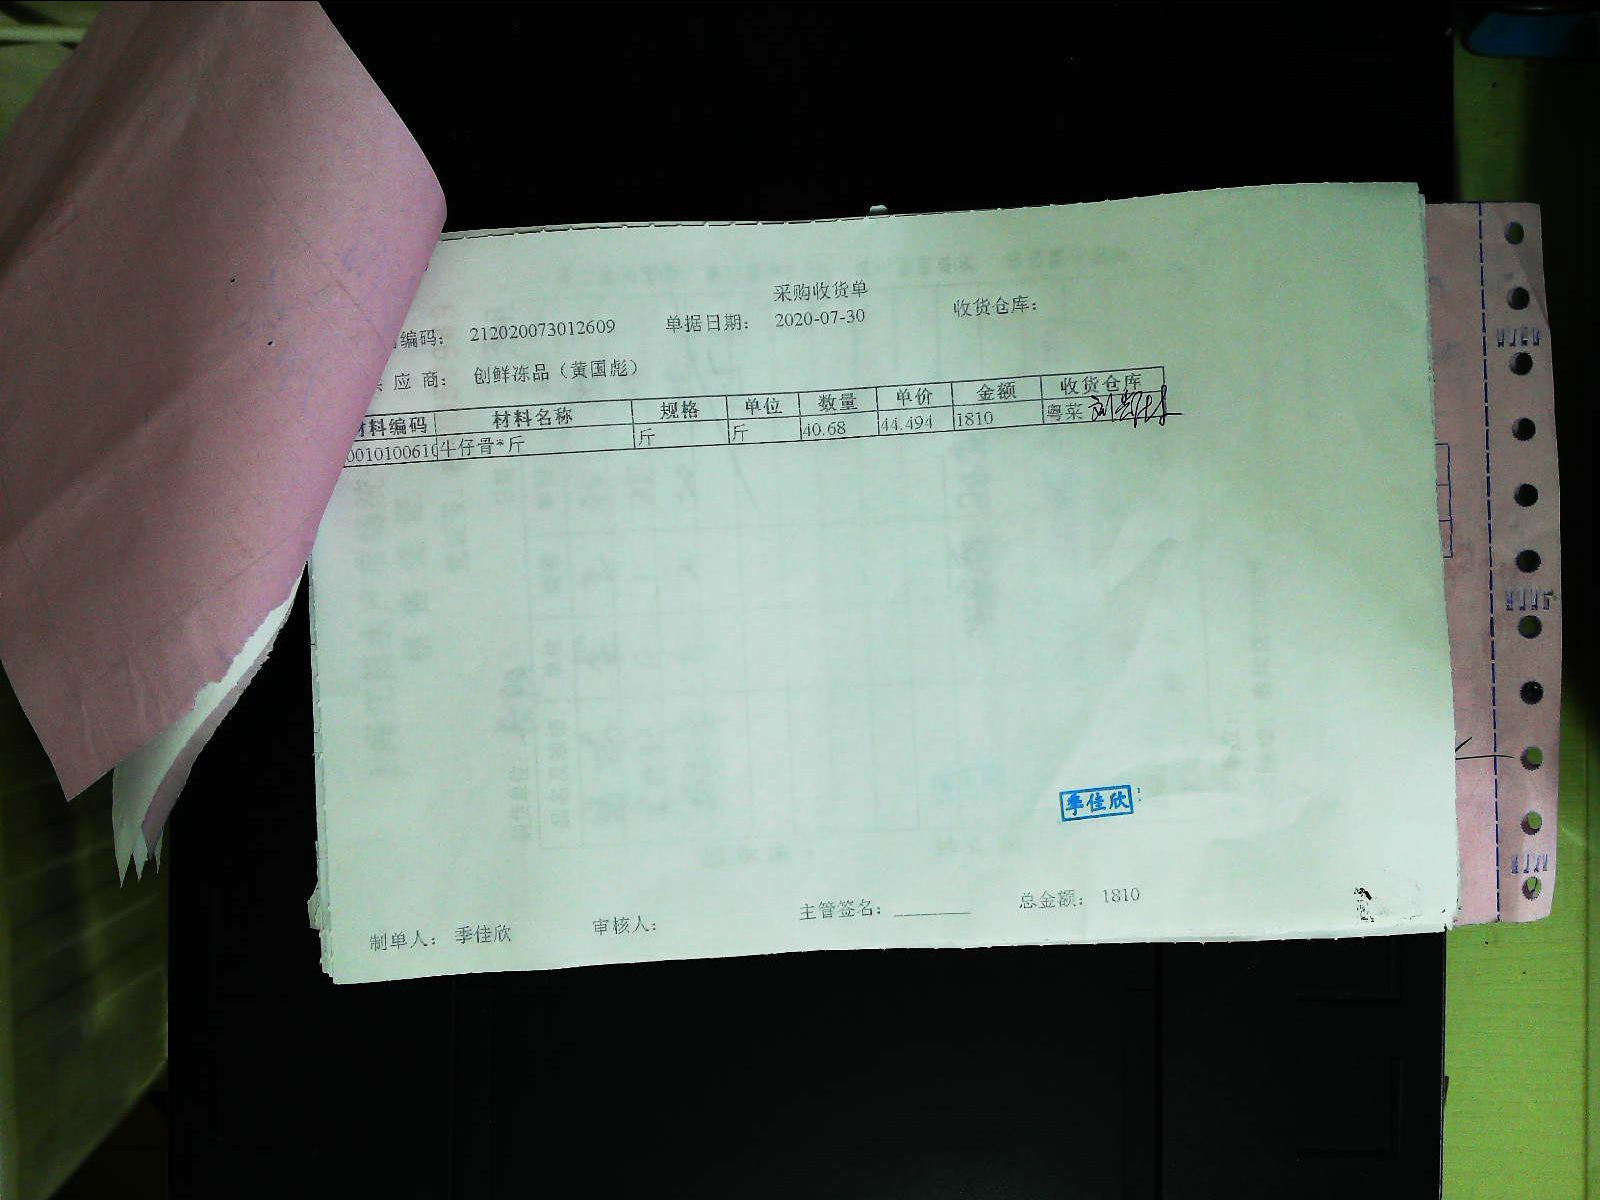 采购收货单
编码： 212020073012609 单据日期： 2020-07-30 收货仓库：
应 商： 创鲜冻品（黄国彪）
材料编码 材料名称 规格 单位 数量 单价 金额 收货仓库
0010100610 牛仔骨*斤 斤 斤 40.68 44.494 1810 粤菜
季佳欣
制单人： 季佳欣 审核人： 主管签名：________ 总金额： 1810